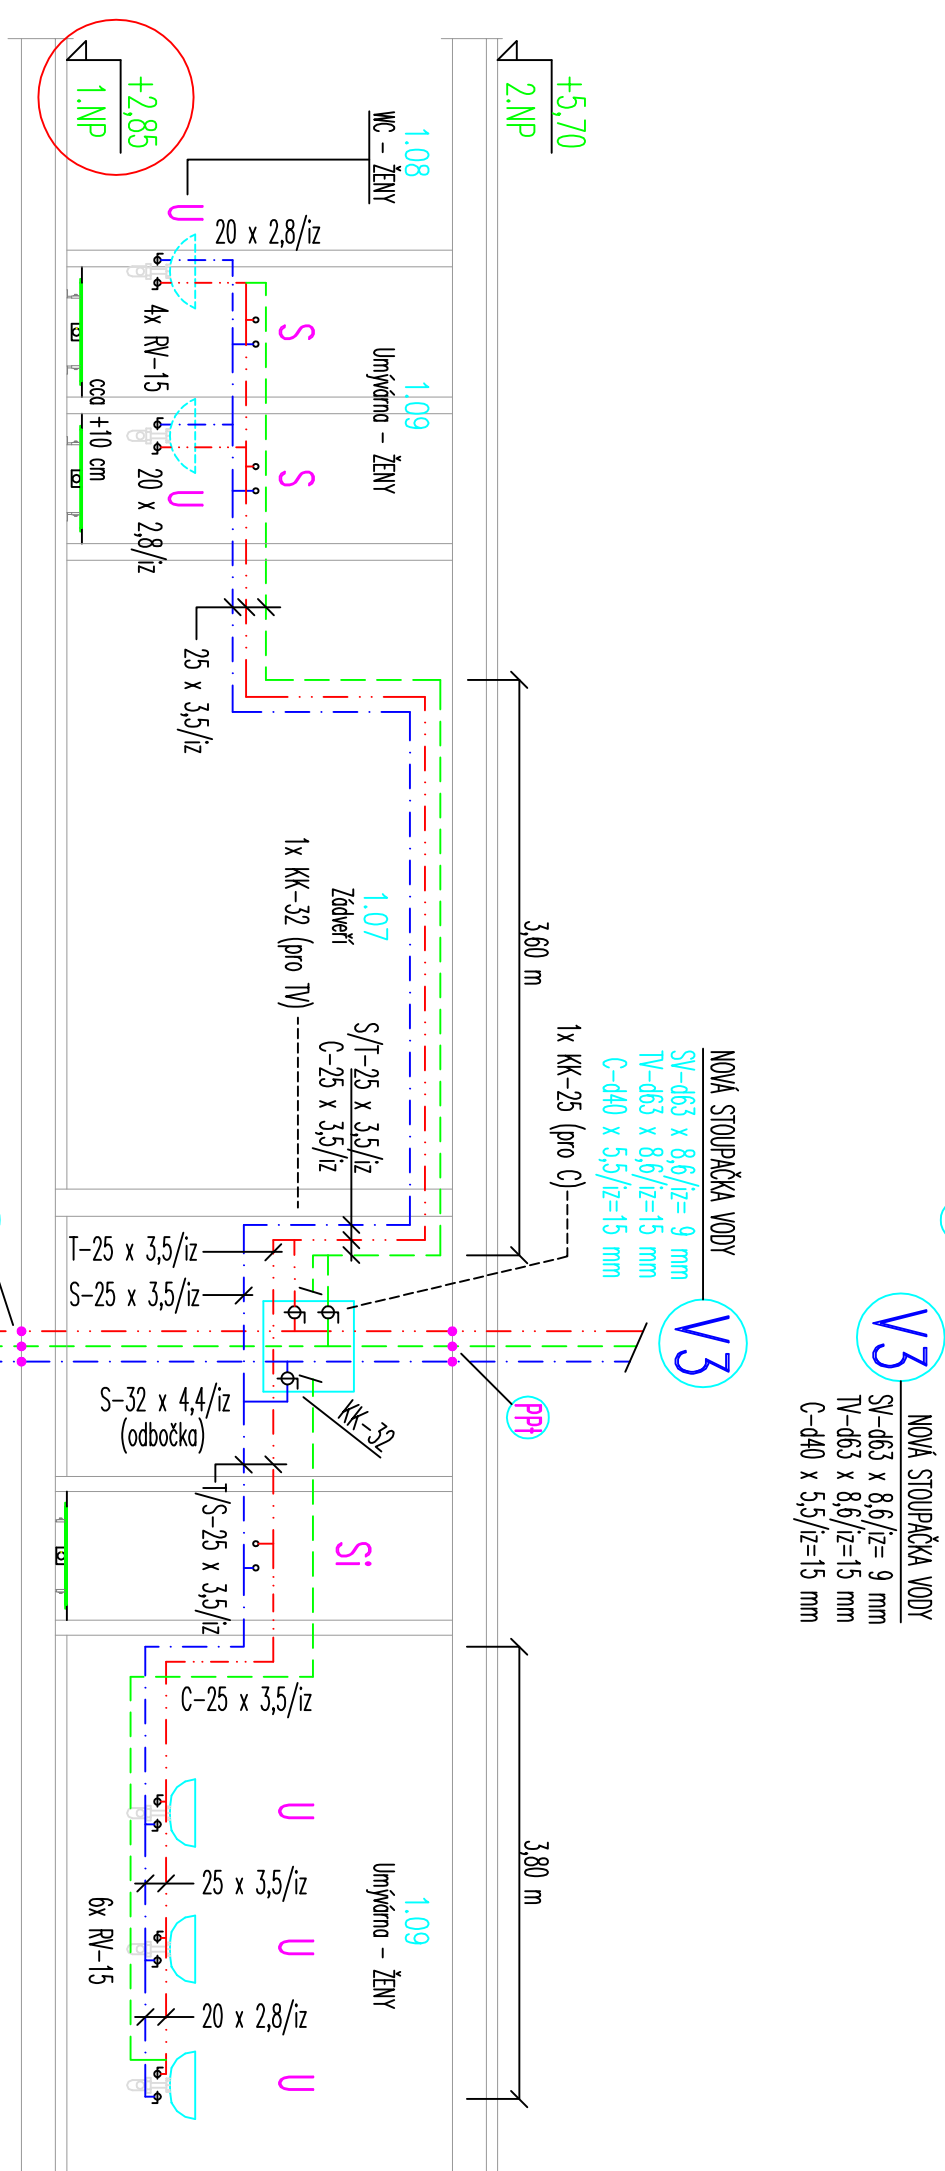 +5,70
2.NP
+2,85
1.NP
1.08
WC - ŽENY
U
20 x 2,8/iz
S
4x RV-15
1.09
Umývárna - ŽENY
cca +10 cm
S
U
20 x 2,8/iz
25 x 3,5/iz
3,60 m
1.07
Zádveří
1x KK-32 (pro TV)
S/T-25 x 3,5/iz
C-25 x 3,5/iz
1x KK-25 (pro C)
NOVÁ STOUPAČKA VODY
SV-d63 x 8,6/iz= 9 mm
TV-d63 x 8,6/iz=15 mm
C-d40 x 5,5/iz=15 mm
V3
V3
NOVÁ STOUPAČKA VODY
SV-d63 x 8,6/iz= 9 mm
TV-d63 x 8,6/iz=15 mm
C-d40 x 5,5/iz=15 mm
T-25 x 3,5/iz
S-25 x 3,5/iz
PPt
S-32 x 4,4/iz
(odbočka)
KK-32
T/S-25 x 3,5/iz
Si
C-25 x 3,5/iz
3,80 m
U
25 x 3,5/iz
1.09
Umývárna - ŽENY
6x RV-15
U
20 x 2,8/iz
U